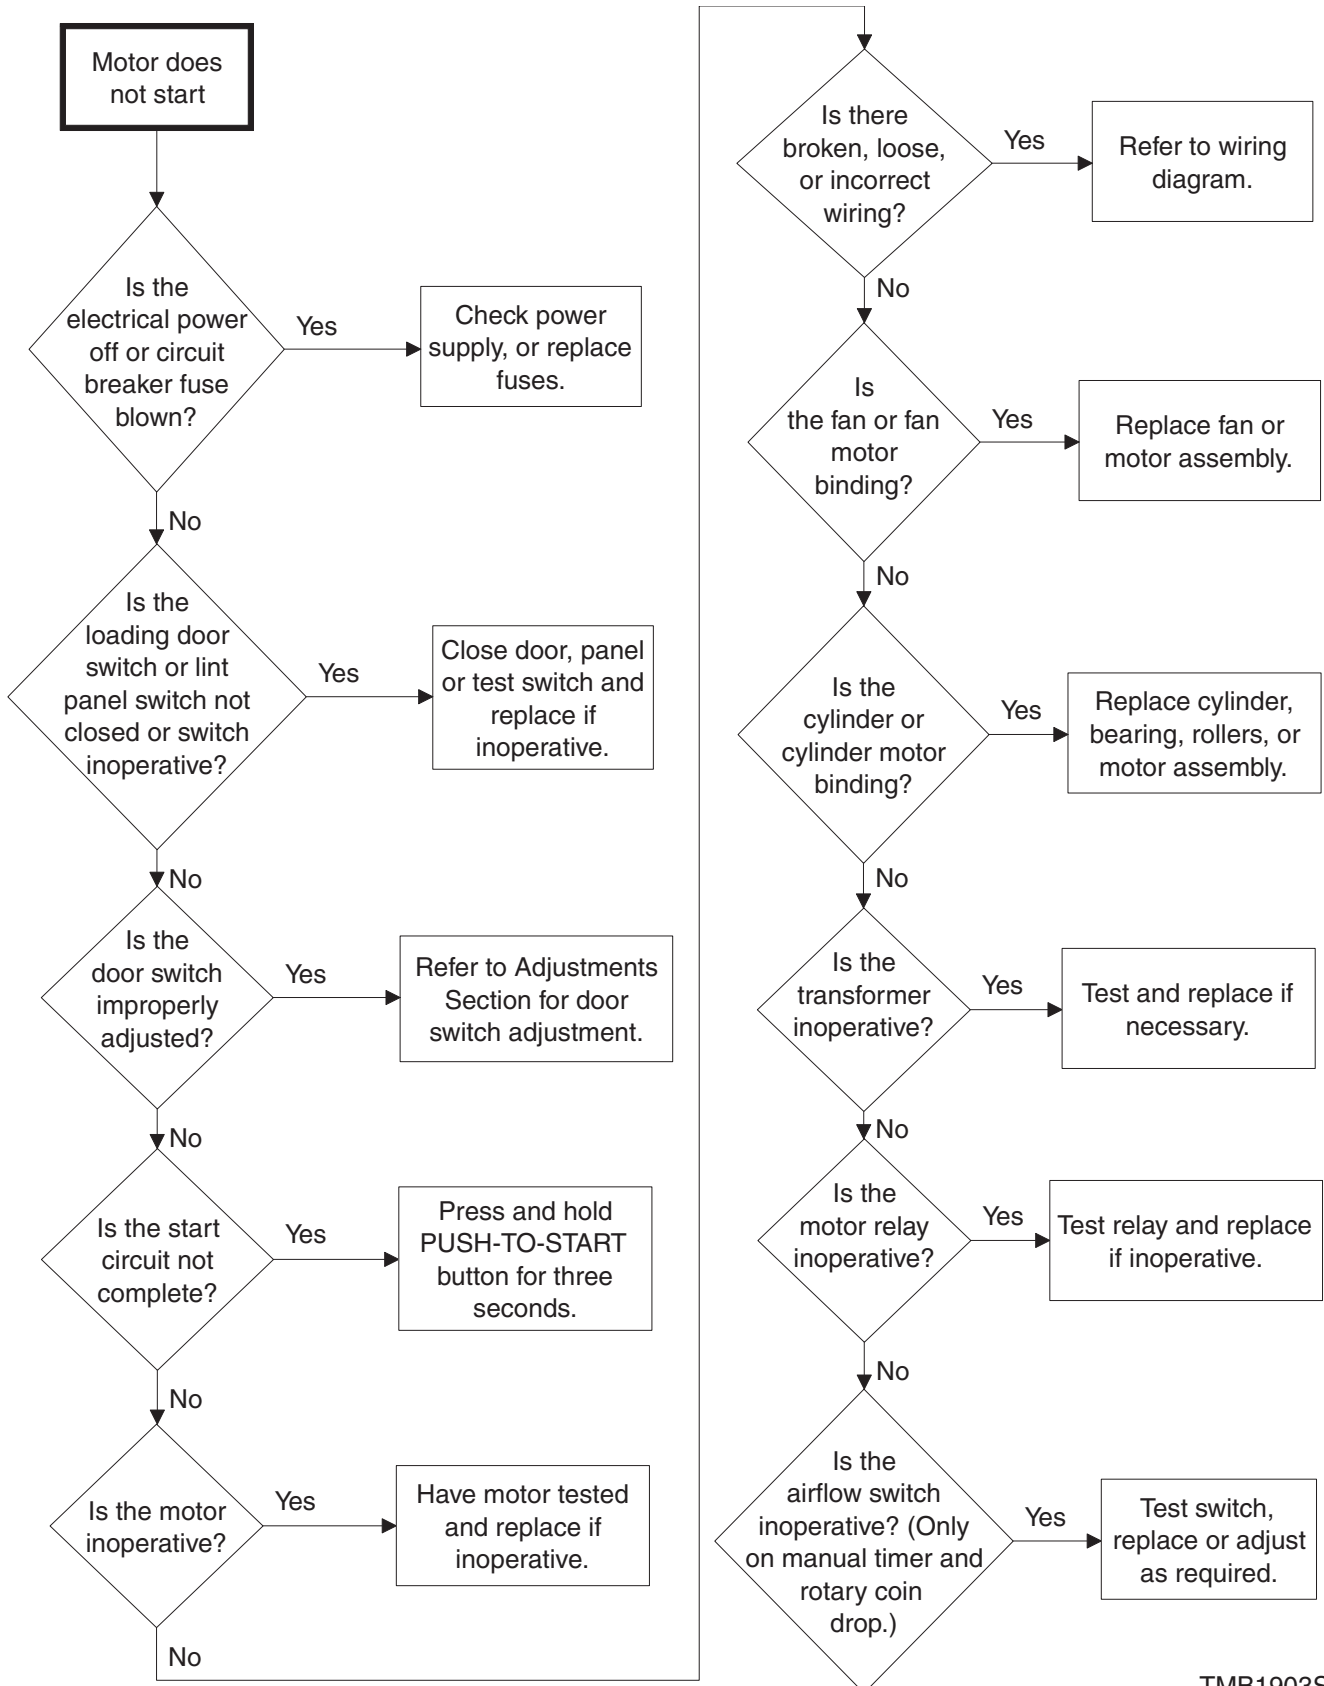 Motor does
not start
Is the
electrical power
off or circuit
breaker fuse
blown?
Yes
Check power
supply, or replace
fuses.
No
Is the
loading door
switch or lint
panel switch not
closed or switch
inoperative?
Yes
Close door, panel
or test switch and
replace if
inoperative.
No
Is the
door switch
improperly
adjusted?
Yes
Refer to Adjustments
Section for door
switch adjustment.
No
Is the start
circuit not
complete?
Yes
Press and hold
PUSH-TO-START
button for three
seconds.
No
Is the motor
inoperative?
Yes
Have motor tested
and replace if
inoperative.
No
Is there
broken, loose,
or incorrect
wiring?
Yes
Refer to wiring
diagram.
No
Is
the fan or fan
motor
binding?
Yes
Replace fan or
motor assembly.
No
Is the
cylinder or
cylinder motor
binding?
Yes
Replace cylinder,
bearing, rollers, or
motor assembly.
No
Is the
transformer
inoperative?
Yes
Test and replace if
necessary.
No
Is the
motor relay
inoperative?
Yes
Test relay and replace
if inoperative.
No
Is the
airflow switch
inoperative? (Only
on manual timer and
rotary coin
drop.)
Yes
Test switch,
replace or adjust
as required.
TMB1903S